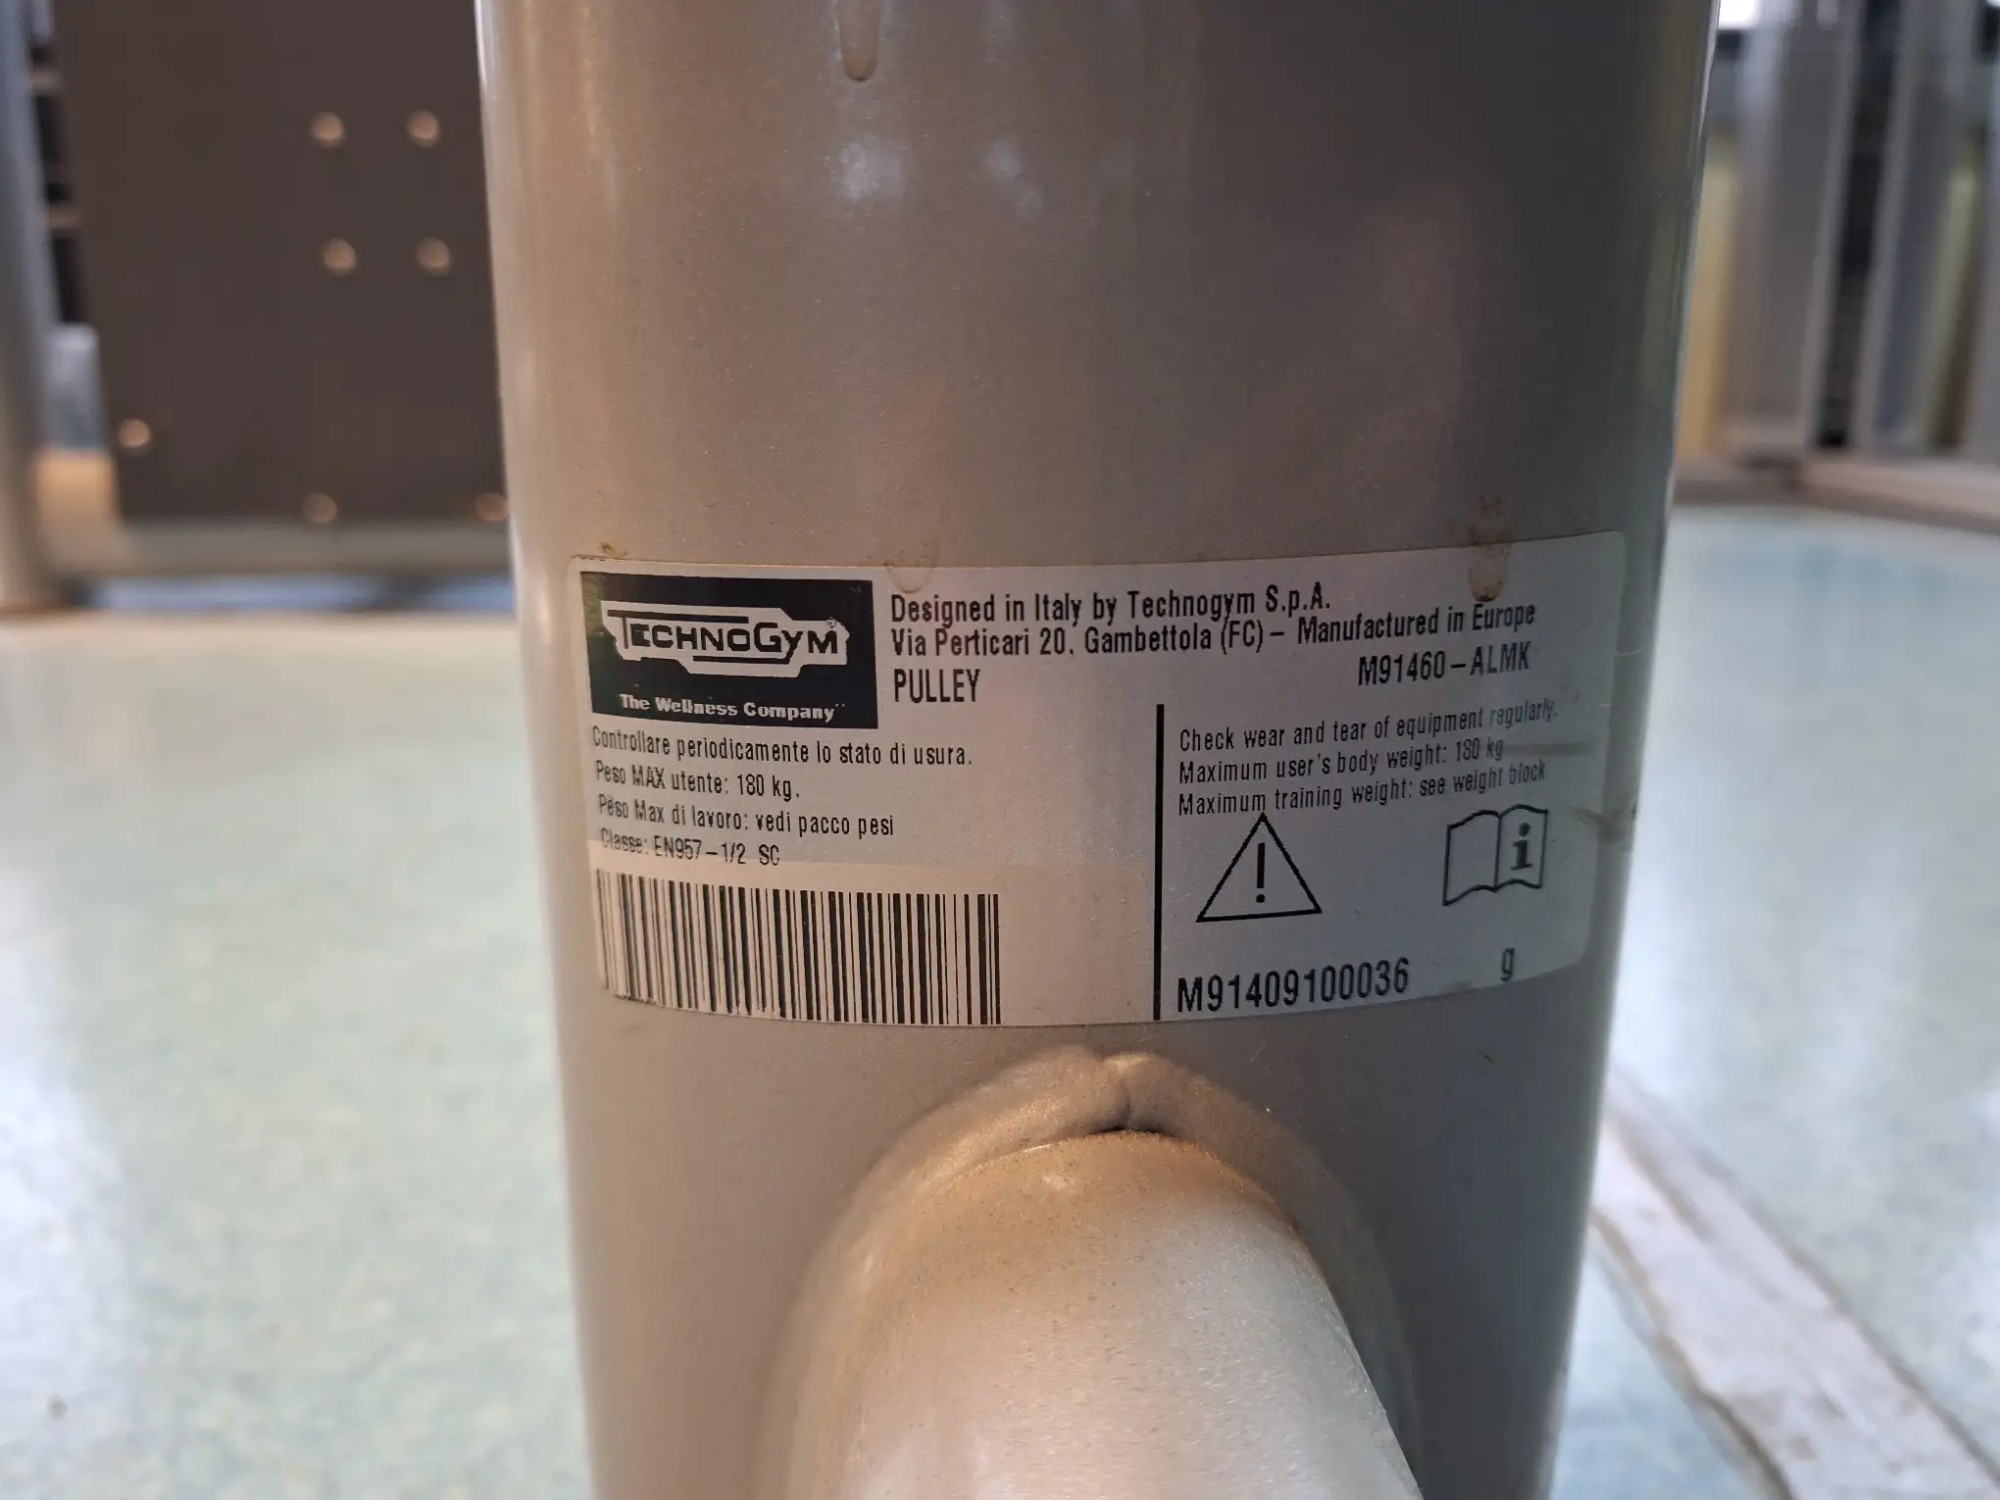 TECHNOGYM®
The Wellness Company
Designed in Italy by Technogym S.p.A.
Via Perticari 20, Gambettola (FC) – Manufactured in Europe
PULLEY
M91460-ALMK
Controllare periodicamente lo stato di usura.
Peso MAX utente: 180 kg.
Peso Max di lavoro: vedi pacco pesi
Classe: EN957-1/2 SC
Check wear and tear of equipment regularly.
Maximum user's body weight: 180 kg
Maximum training weight: see weight block
M91409100036
g